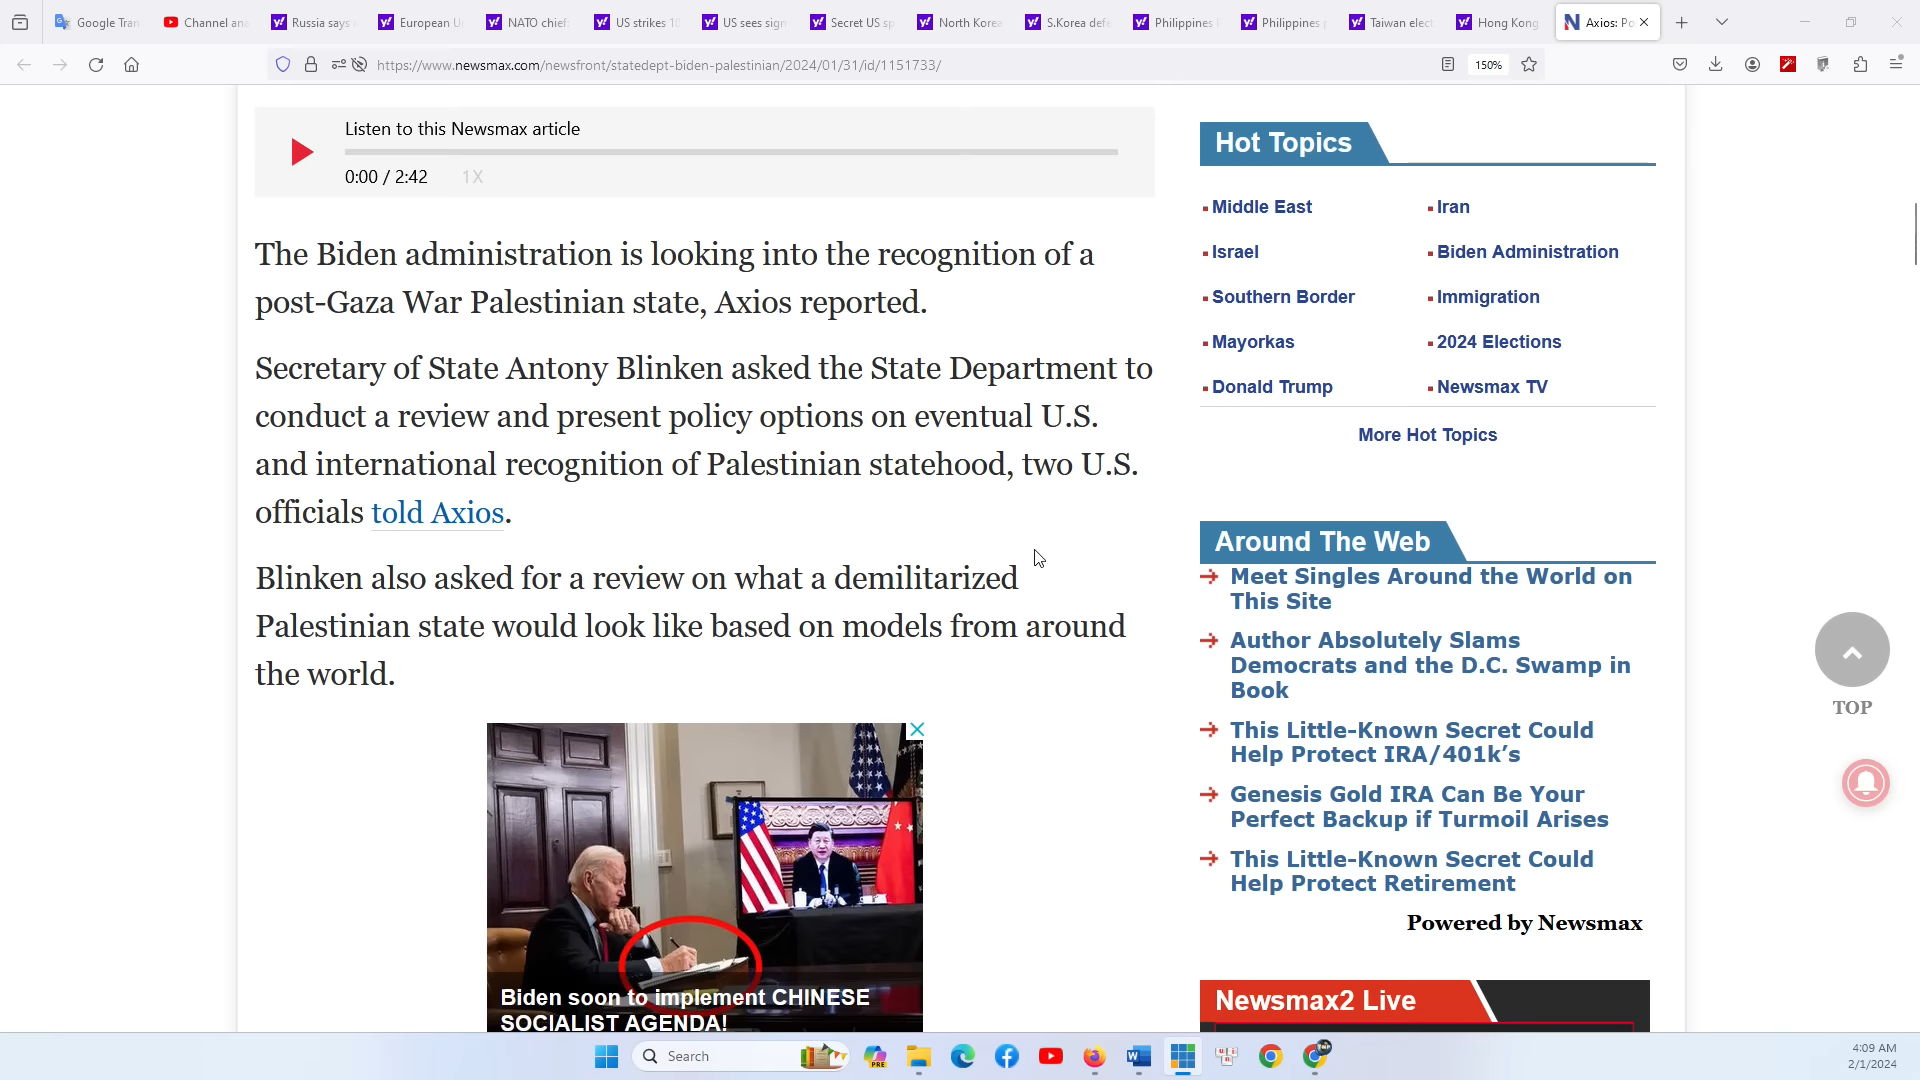 Google Tran
Channel ana
Russia says
European U
NATO chief
US strikes 1
US sees sign
Secret US sp
North Korea
S.Korea defe
Philippines
Philippines
Taiwan elect
Hong Kong
Axios: Po
https://www.newsmax.com/newsfront/statedept-biden-palestinian/2024/01/31/id/1151733/
150%
Listen to this Newsmax article
0:00 / 2:42
1X
The Biden administration is looking into the recognition of a
post-Gaza War Palestinian state, Axios reported.
Secretary of State Antony Blinken asked the State Department to
conduct a review and present policy options on eventual U.S.
and international recognition of Palestinian statehood, two U.S.
officials told Axios.
Blinken also asked for a review on what a demilitarized
Palestinian state would look like based on models from around
the world.
Biden soon to implement CHINESE
SOCIALIST AGENDA!
Hot Topics
Middle East
Iran
Israel
Biden Administration
Southern Border
Immigration
Mayorkas
2024 Elections
Donald Trump
Newsmax TV
More Hot Topics
Around The Web
Meet Singles Around the World on
This Site
Author Absolutely Slams
Democrats and the D.C. Swamp in
Book
This Little-Known Secret Could
Help Protect IRA/401k's
Genesis Gold IRA Can Be Your
Perfect Backup if Turmoil Arises
This Little-Known Secret Could
Help Protect Retirement
Powered by Newsmax
Newsmax2 Live
TOP
Search
PRE
4:09 AM
2/1/2024